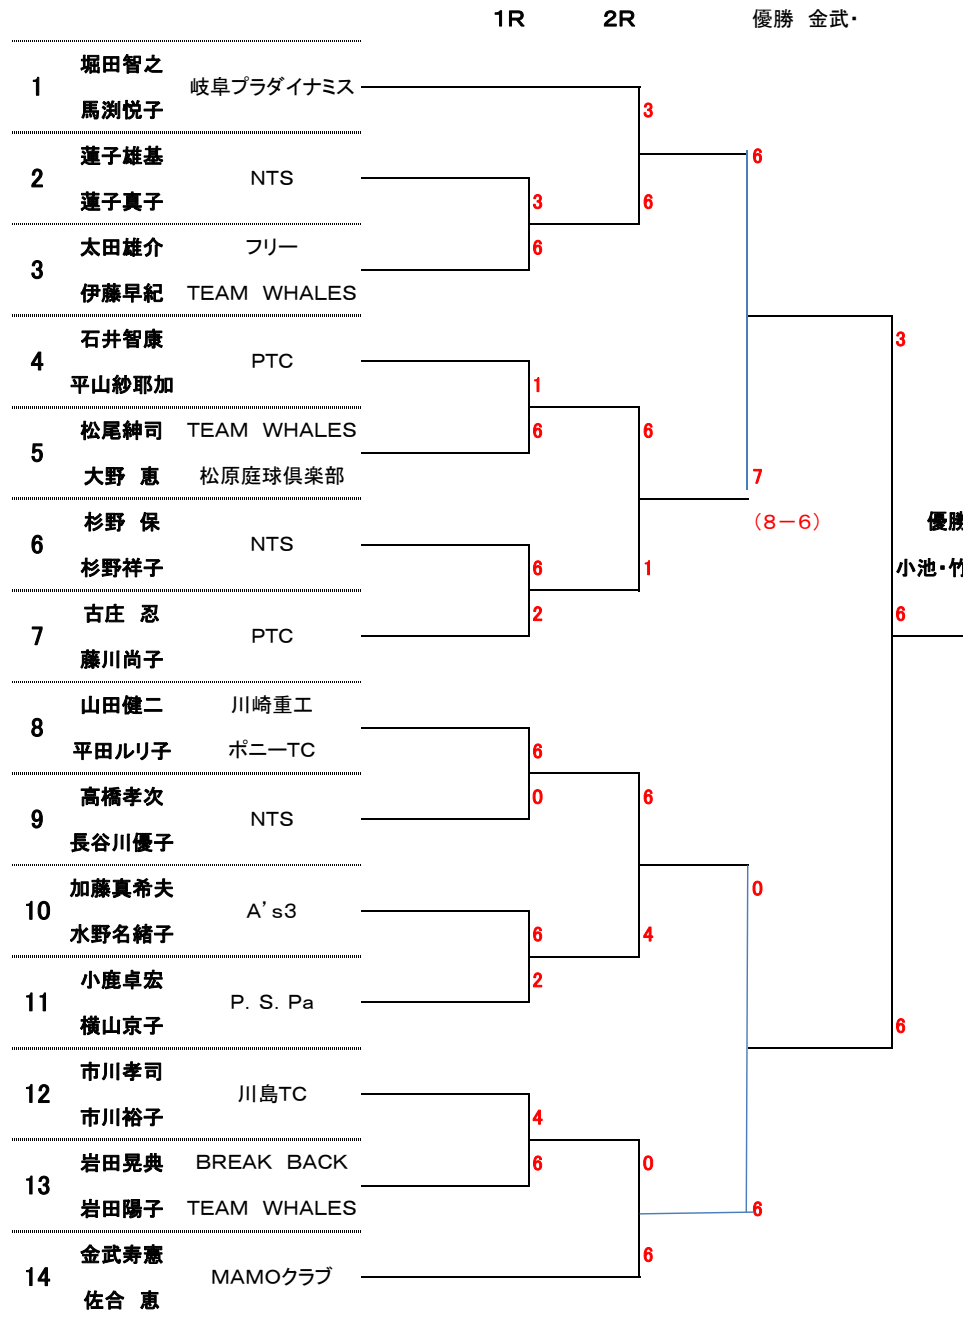 1R 2R 優勝 金武・
1 堀田智之 岐阜プラダイナミス
馬渕悦子
3
2 蓮子雄基 NTS 6
蓮子真子 3 6
3 太田雄介 フリー 6
伊藤早紀 TEAM WHALES
4 石井智康 PTC 3
平山紗耶加 1
5 松尾紳司 TEAM WHALES 6 6
大野 恵 松原庭球倶楽部 7
6 杉野 保 NTS (8-6) 優勝
杉野祥子 6 1 小池・竹
7 古庄 忍 PTC 2 6
藤川尚子
8 山田健二 川崎重工
平田ルリ子 ポニーTC 6
9 高橋孝次 NTS 0 6
長谷川優子
10 加藤真希夫 A's3 0
水野名緒子 6 4
11 小鹿卓宏 P.S.Pa 2
横山京子 6
12 市川孝司 川島TC
市川裕子 4
13 岩田晃典 BREAK BACK 6 0
岩田陽子 TEAM WHALES 6
14 金武寿憲 MAMOクラブ 6
佐合 恵